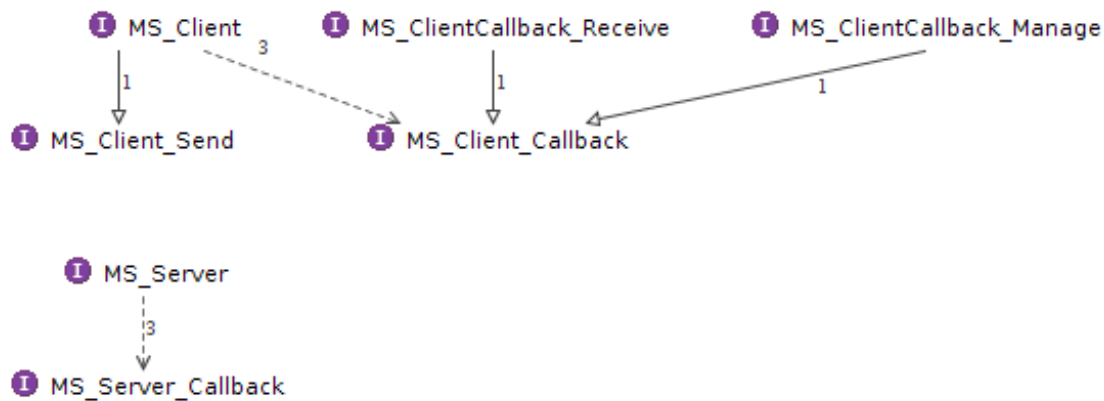 I MS_Client
I MS_ClientCallback_Receive
I MS_ClientCallback_Manage
3
1
1
1
I MS_Client_Send
I MS_Client_Callback
I MS_Server
3
I MS_Server_Callback